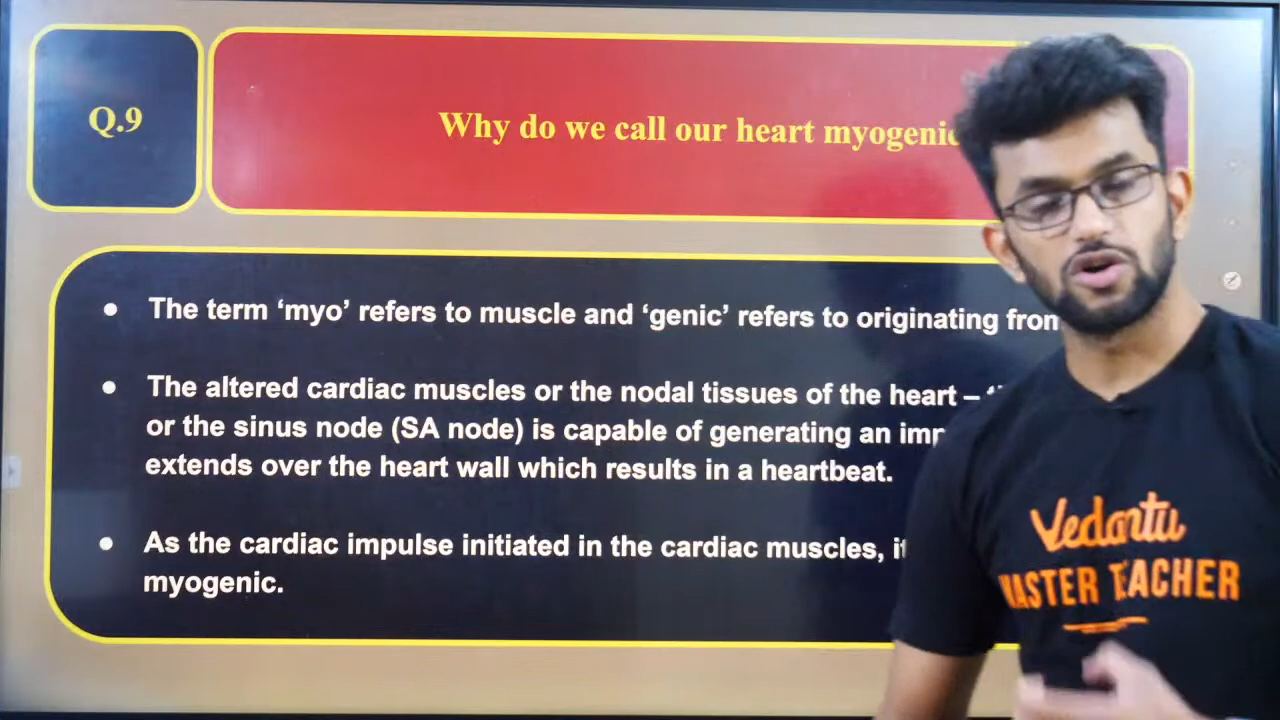 Q.9
Why do we call our heart myogenic
• The term ‘myo’ refers to muscle and ‘genic’ refers to originating from
• The altered cardiac muscles or the nodal tissues of the heart –
or the sinus node (SA node) is capable of generating an
extends over the heart wall which results in a heartbeat.
• As the cardiac impulse initiated in the cardiac muscles,
myogenic.
Vedantu
MASTER TEACHER